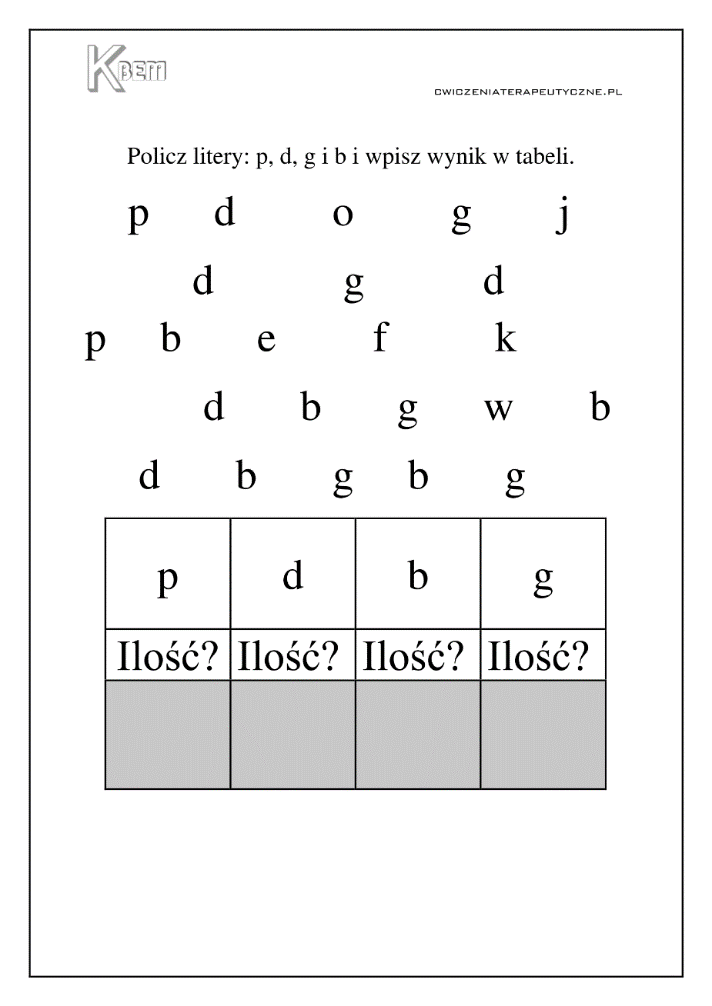 KBEM
CWICZENIATERAPEUTYCZNE.PL
Policz litery: p, d, g i b i wpisz wynik w tabeli.
p d o g j
d g d
p b e f k
d b g w b
d b g b g
p d b g
Ilość? Ilość? Ilość? Ilość?